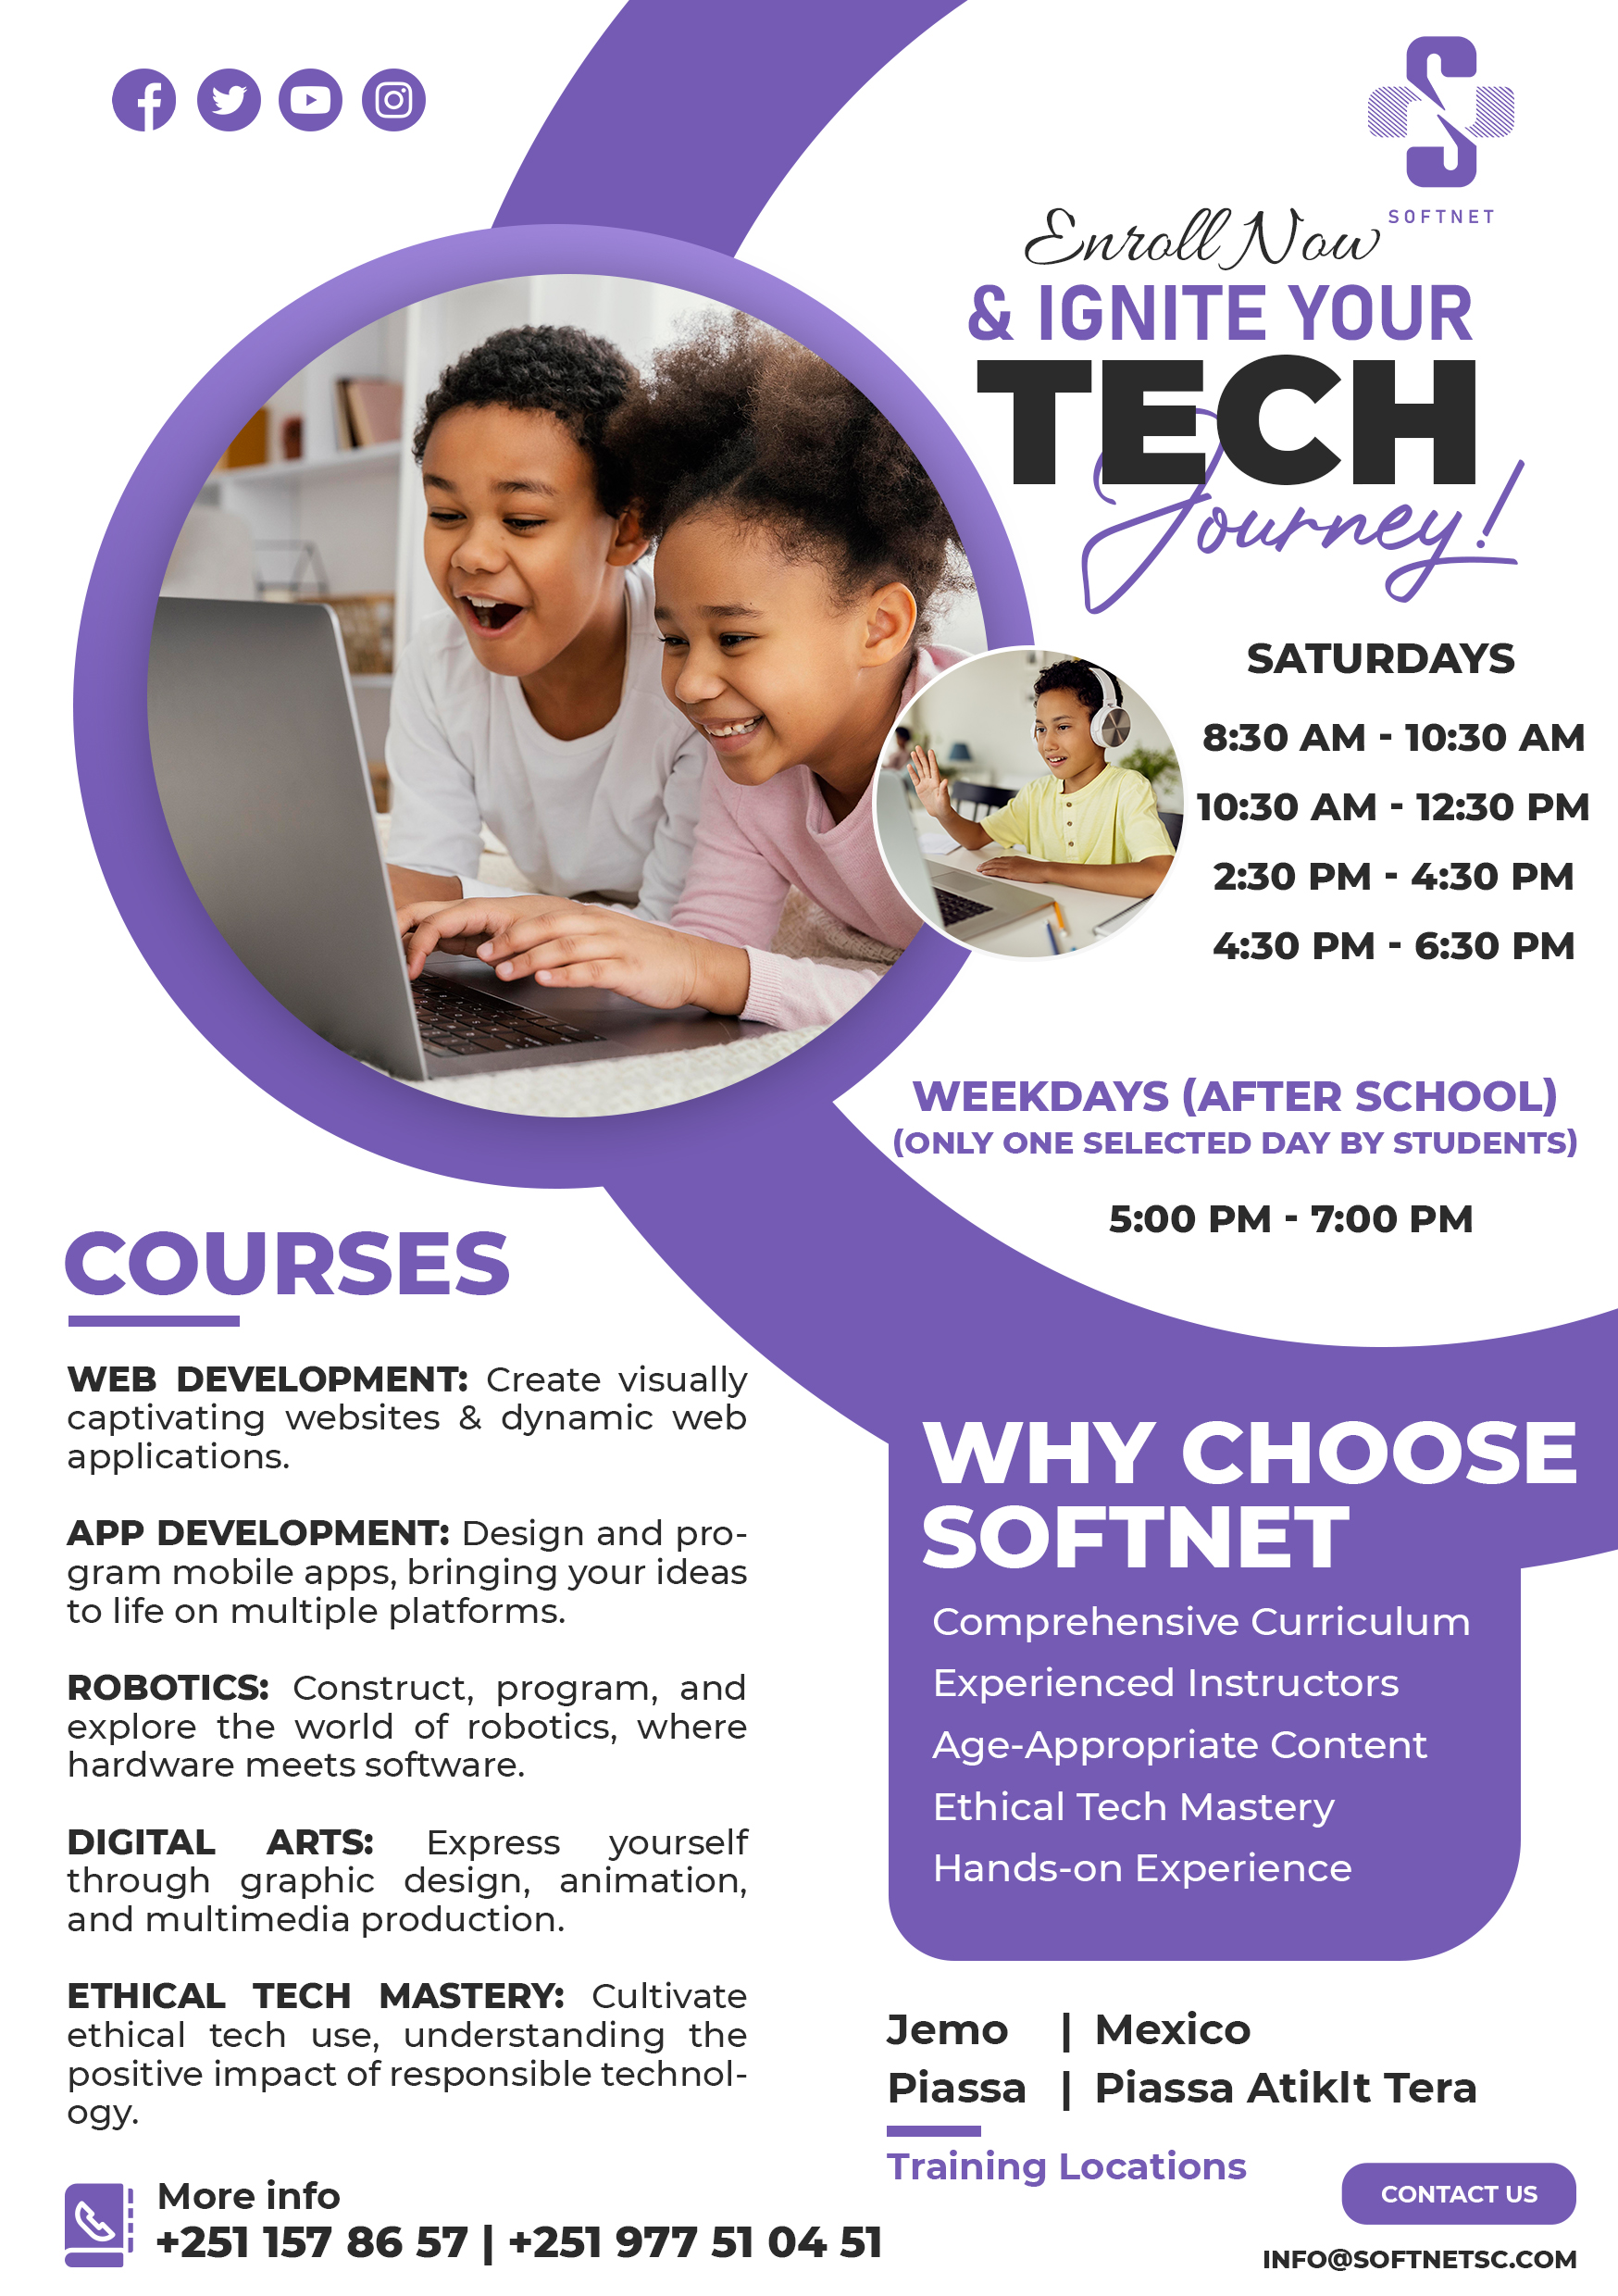 SOFTNET
Enroll Now
& IGNITE YOUR
TECH
Journey!
SATURDAYS
8:30 AM - 10:30 AM
10:30 AM - 12:30 PM
2:30 PM - 4:30 PM
4:30 PM - 6:30 PM
WEEKDAYS (AFTER SCHOOL)
(ONLY ONE SELECTED DAY BY STUDENTS)
5:00 PM - 7:00 PM
COURSES
WEB DEVELOPMENT: Create visually
captivating websites & dynamic web
applications.
APP DEVELOPMENT: Design and pro-
gram mobile apps, bringing your ideas
to life on multiple platforms.
ROBOTICS: Construct, program, and
explore the world of robotics, where
hardware meets software.
DIGITAL ARTS: Express yourself
through graphic design, animation,
and multimedia production.
ETHICAL TECH MASTERY: Cultivate
ethical tech use, understanding the
positive impact of responsible technol-
ogy.
More info
+251 157 86 57 | +251 977 51 04 51
WHY CHOOSE
SOFTNET
Comprehensive Curriculum
Experienced Instructors
Age-Appropriate Content
Ethical Tech Mastery
Hands-on Experience
Jemo | Mexico
Piassa | Piassa Atiklt Tera
Training Locations
CONTACT US
INFO@SOFTNETSC.COM